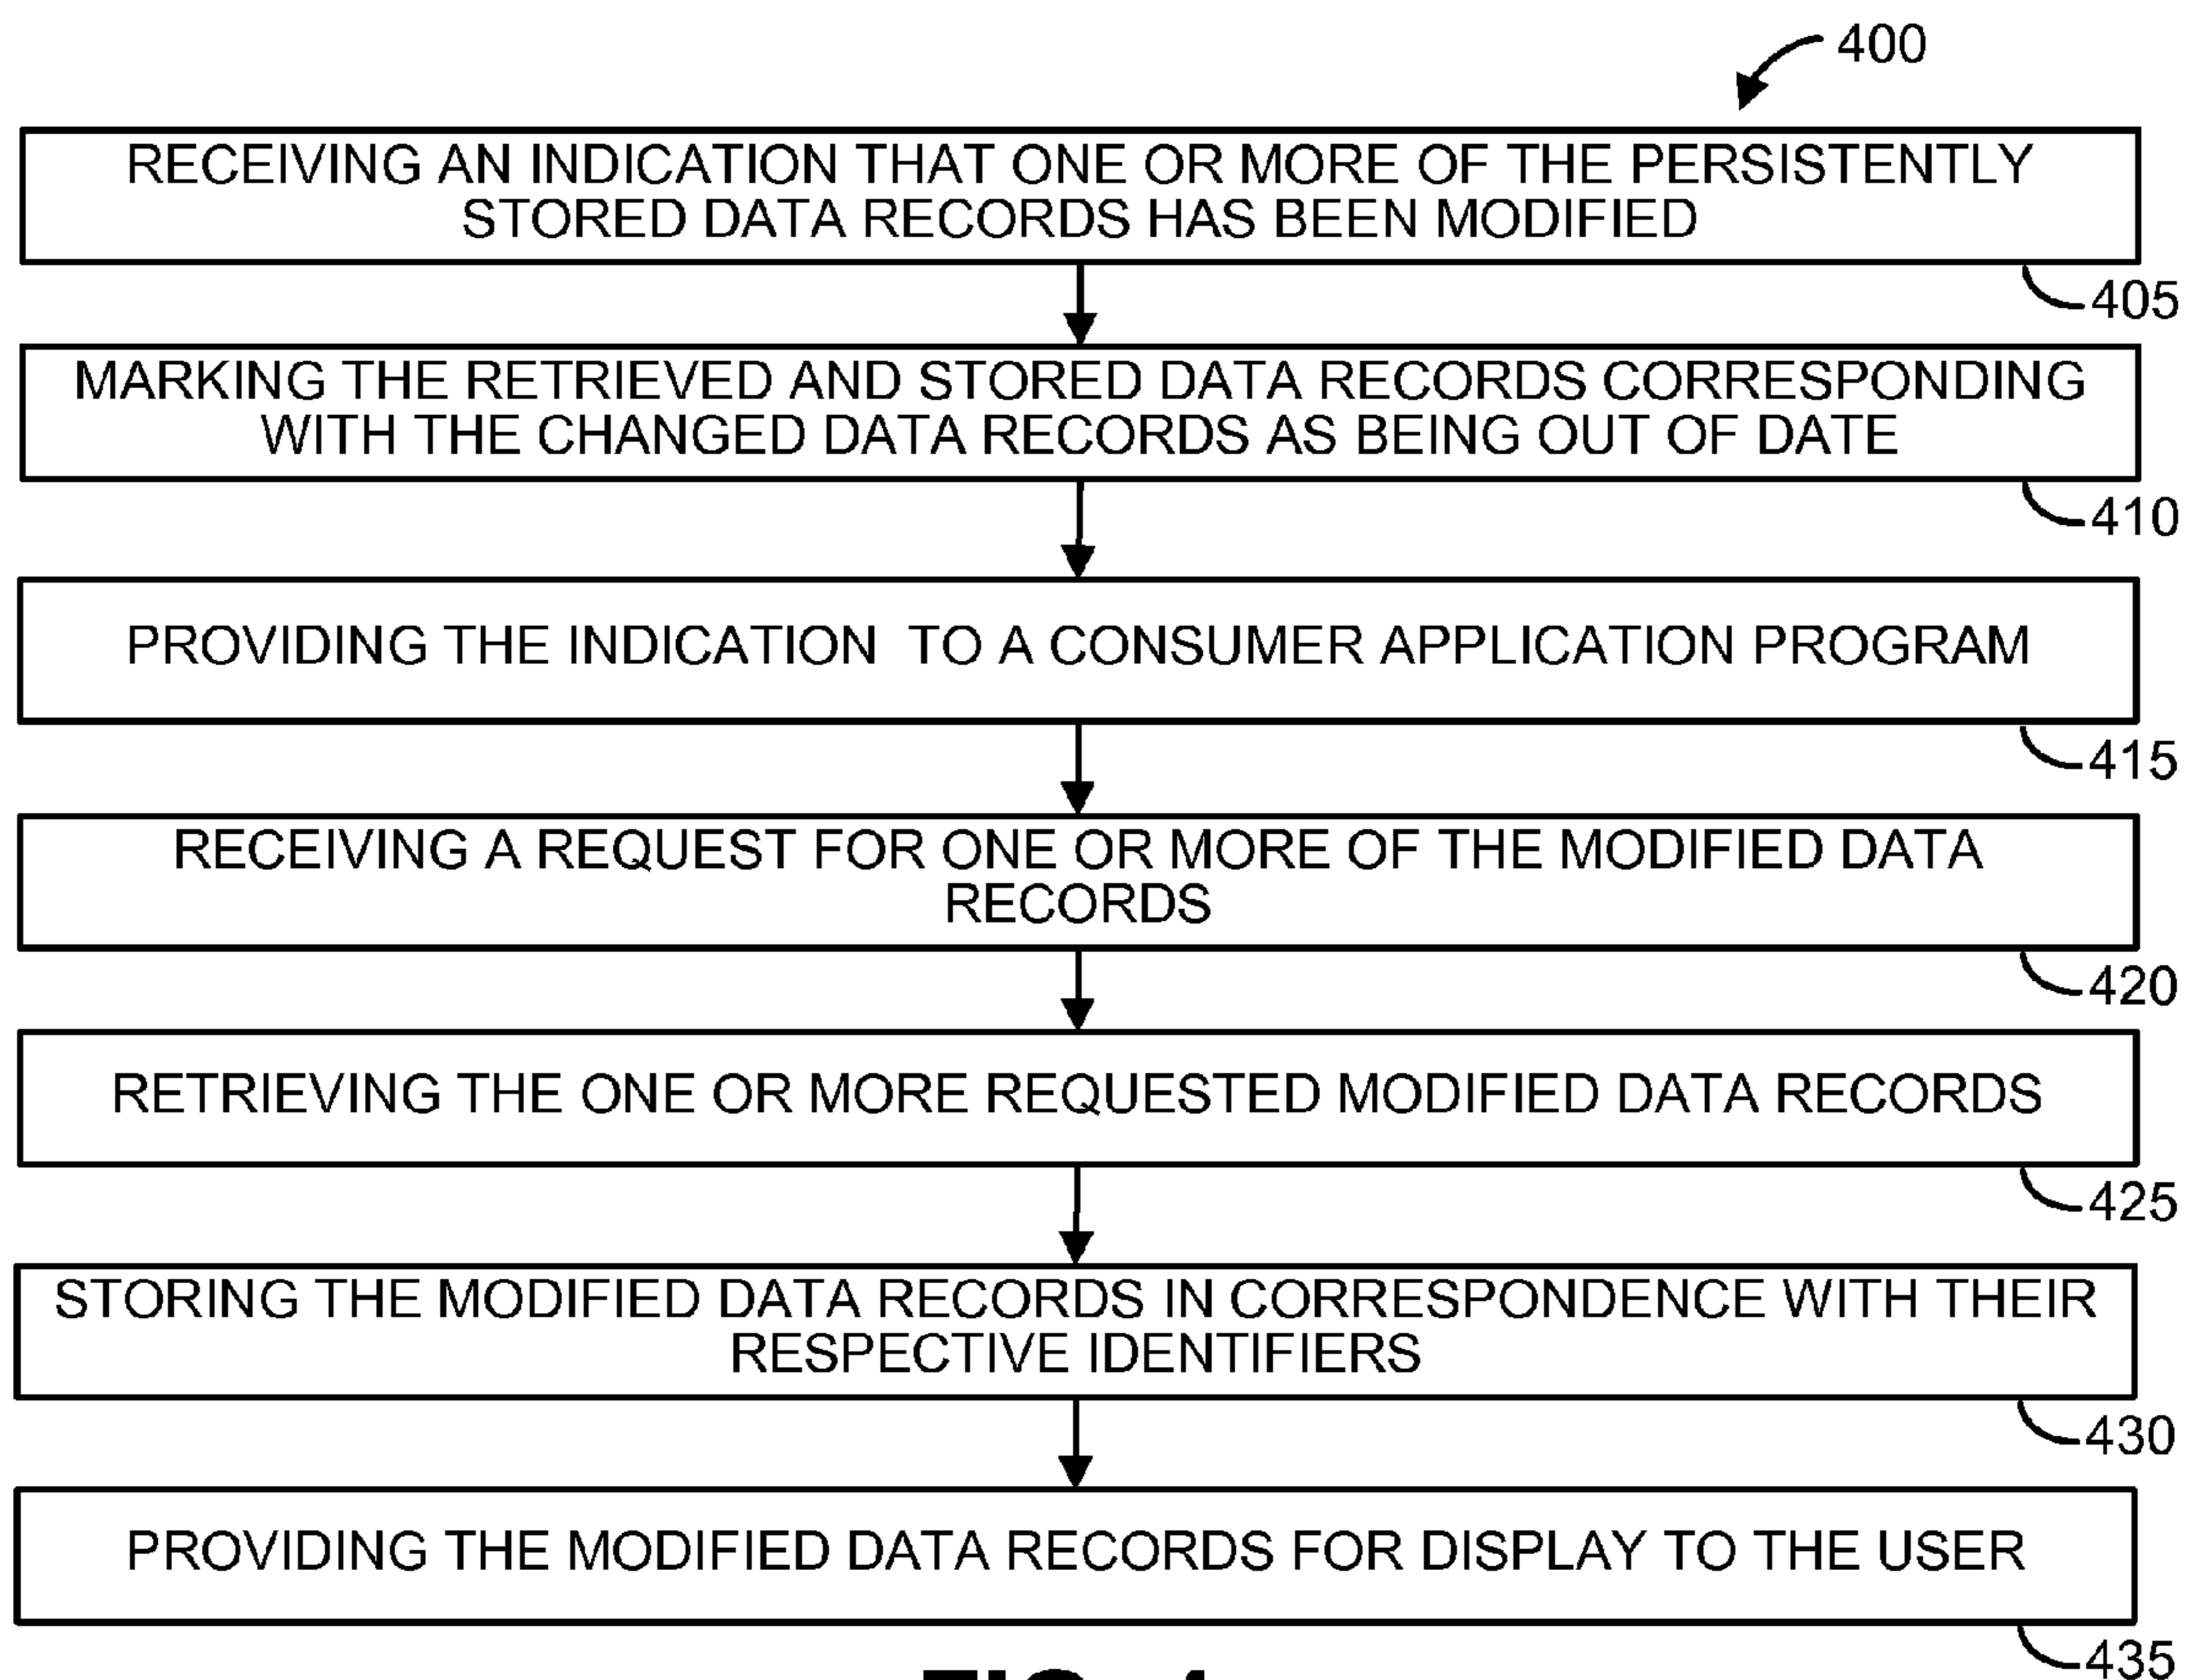 400
RECEIVING AN INDICATION THAT ONE OR MORE OF THE PERSISTENTLY
STORED DATA RECORDS HAS BEEN MODIFIED
405
MARKING THE RETRIEVED AND STORED DATA RECORDS CORRESPONDING
WITH THE CHANGED DATA RECORDS AS BEING OUT OF DATE
410
PROVIDING THE INDICATION TO A CONSUMER APPLICATION PROGRAM
415
RECEIVING A REQUEST FOR ONE OR MORE OF THE MODIFIED DATA
RECORDS
420
RETRIEVING THE ONE OR MORE REQUESTED MODIFIED DATA RECORDS
425
STORING THE MODIFIED DATA RECORDS IN CORRESPONDENCE WITH THEIR
RESPECTIVE IDENTIFIERS
430
PROVIDING THE MODIFIED DATA RECORDS FOR DISPLAY TO THE USER
435